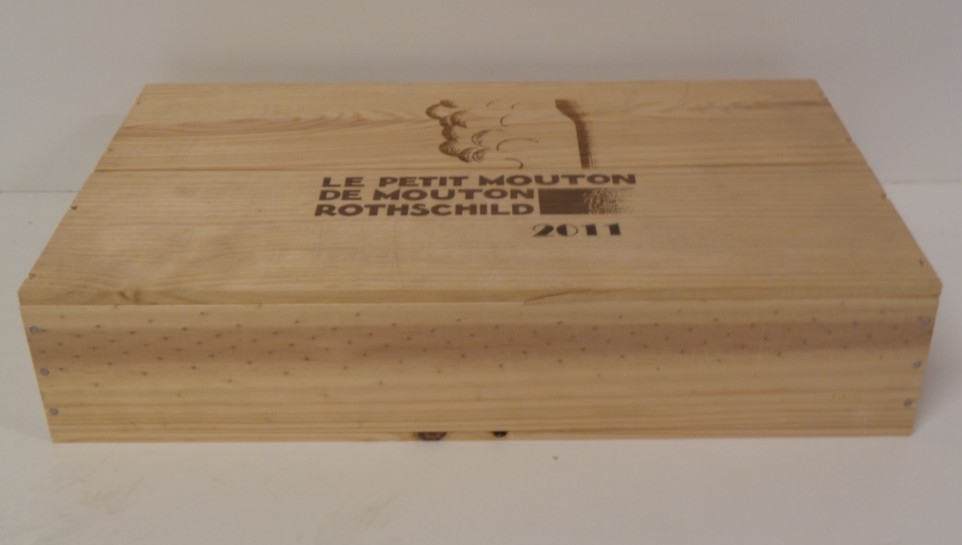 LE PETIT MOUTON
DE MOUTON
ROTHSCHILD
2011